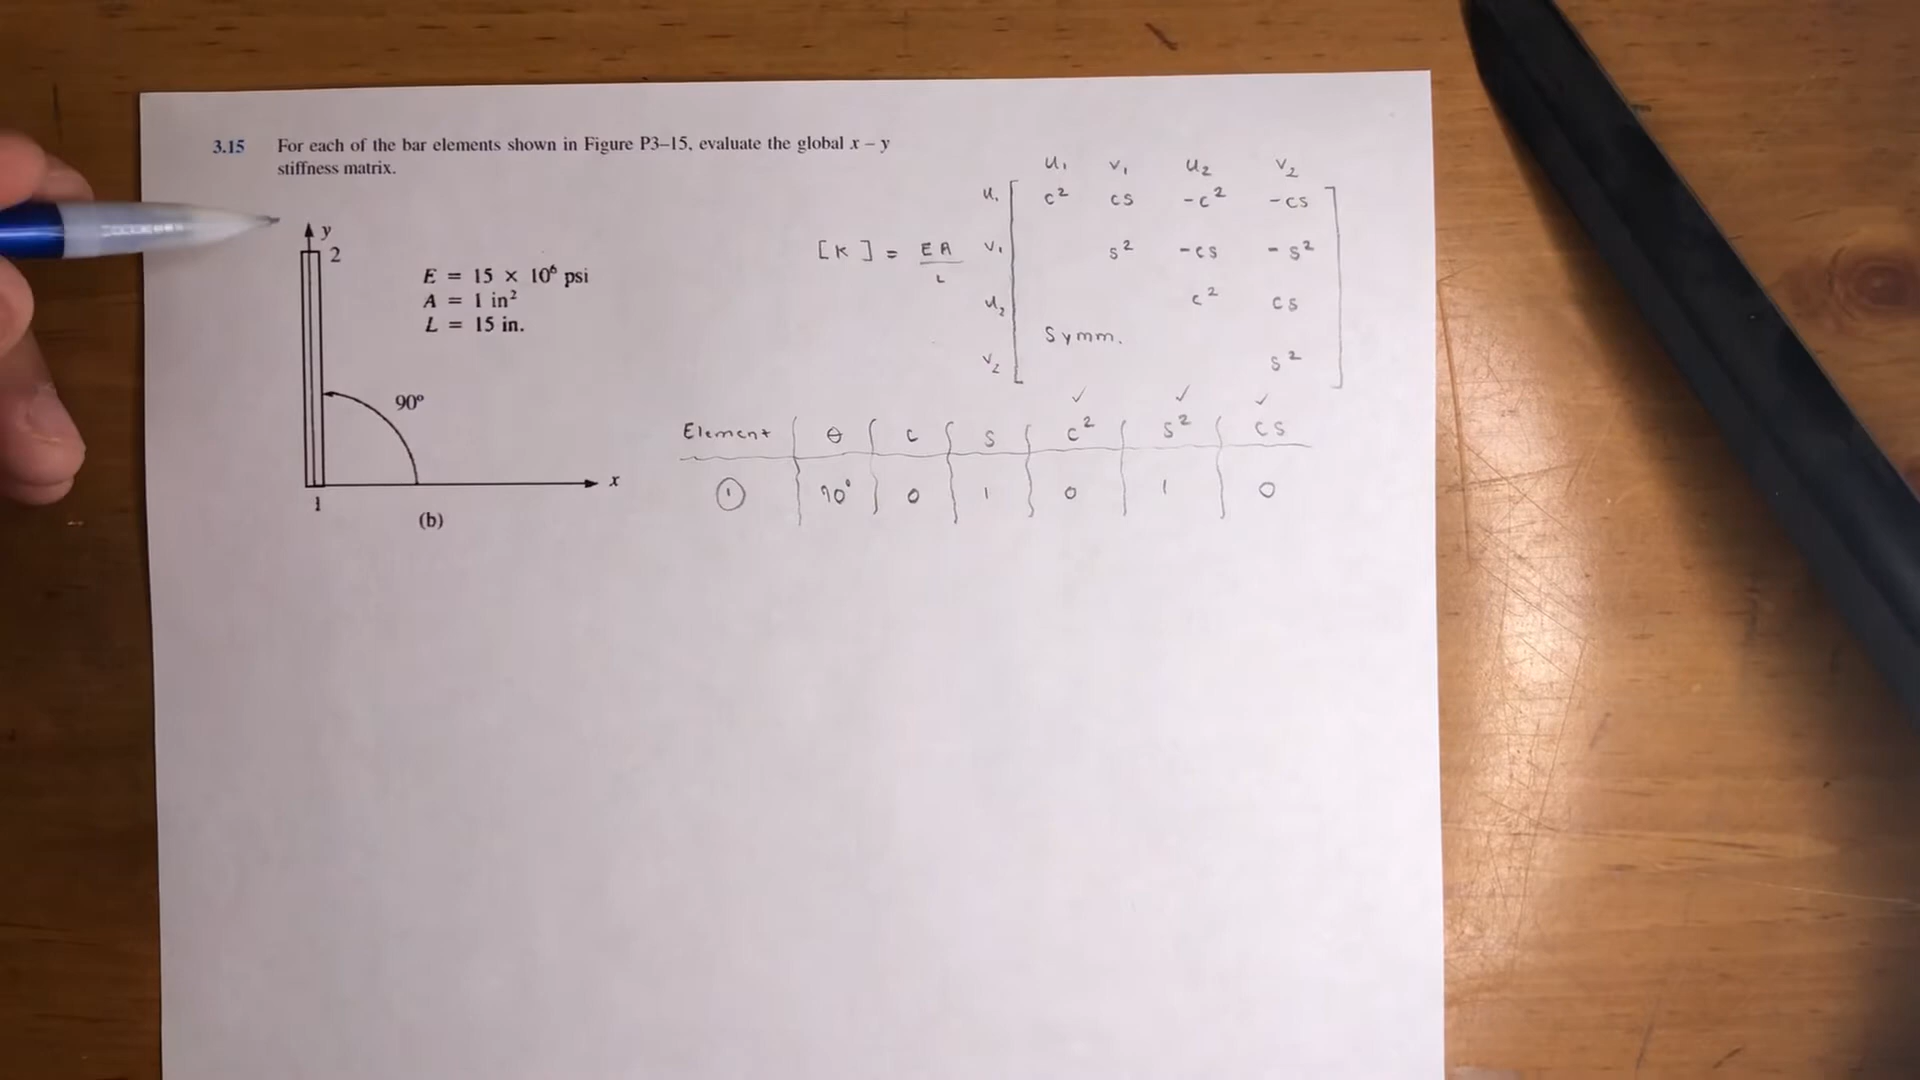 3.15 For each of the bar elements shown in Figure P3–15, evaluate the global x – y
stiffness matrix.
y
2
E = 15 × 10⁶ psi
A = 1 in²
L = 15 in.
90°
x
1
(b)
u₁ v₁ u₂ v₂
u₁ c² cs -c² -cs
[K] = EA/L v₁ s² -cs -s²
u₂ c² cs
Symm.
v₂ s²
✓ ✓ ✓
Element θ c s c² s² cs
① 90° 0 1 0 1 0